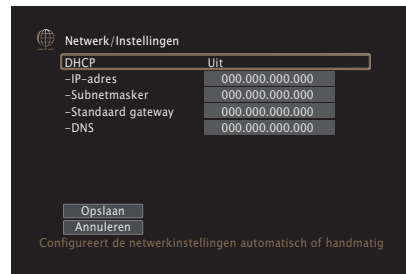 Netwerk/Instellingen
DHCP Uit
-IP-adres 000.000.000.000
-Subnetmasker 000.000.000.000
-Standaard gateway 000.000.000.000
-DNS 000.000.000.000
Opslaan
Annuleren
Configureert de netwerkinstellingen automatisch of handmatig